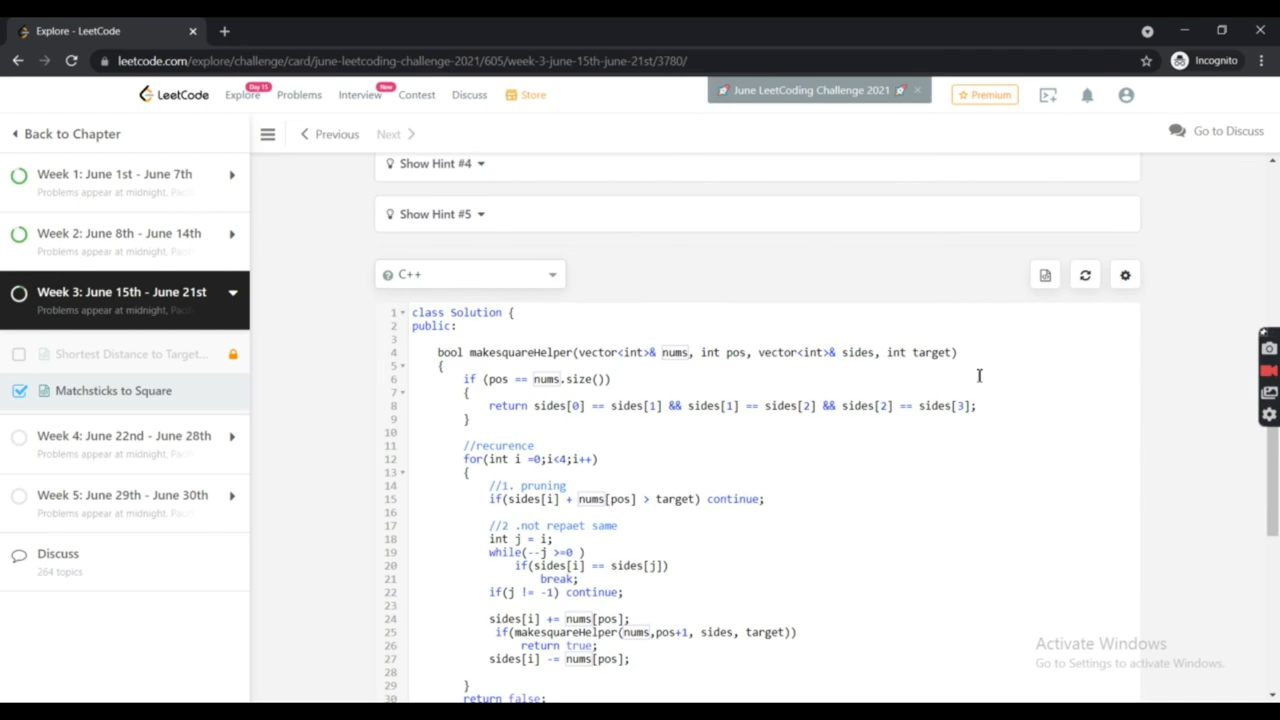 Explore - LeetCode
leetcode.com/explore/challenge/card/june-leetcoding-challenge-2021/605/week-3-june-15th-june-21st/3780/
Incognito
LeetCode
Explore
Day 15
Problems
Interview
New
Contest
Discuss
Store
June LeetCoding Challenge 2021
Premium
Back to Chapter
Previous
Next
Go to Discuss
Week 1: June 1st - June 7th
Problems appear at midnight, Paci
Week 2: June 8th - June 14th
Problems appear at midnight, Paci
Week 3: June 15th - June 21st
Problems appear at midnight, Paci
Shortest Distance to Target...
Matchsticks to Square
Week 4: June 22nd - June 28th
Problems appear at midnight, Paci
Week 5: June 29th - June 30th
Problems appear at midnight, Paci
Discuss
264 topics
Show Hint #4
Show Hint #5
C++
1 class Solution {
2 public:
3
4 bool makesquareHelper(vector<int>& nums, int pos, vector<int>& sides, int target)
5 {
6 if (pos == nums.size())
7 {
8 return sides[0] == sides[1] && sides[1] == sides[2] && sides[2] == sides[3];
9 }
10
11 //recurence
12 for(int i =0;i<4;i++)
13 {
14 //1. pruning
15 if(sides[i] + nums[pos] > target) continue;
16
17 //2 .not repaet same
18 int j = i;
19 while(--j >=0 )
20 if(sides[i] == sides[j])
21 break;
22 if(j != -1) continue;
23
24 sides[i] += nums[pos];
25 if(makesquareHelper(nums,pos+1, sides, target))
26 return true;
27 sides[i] -= nums[pos];
28
29 }
30 return false;
Activate Windows
Go to Settings to activate Windows.